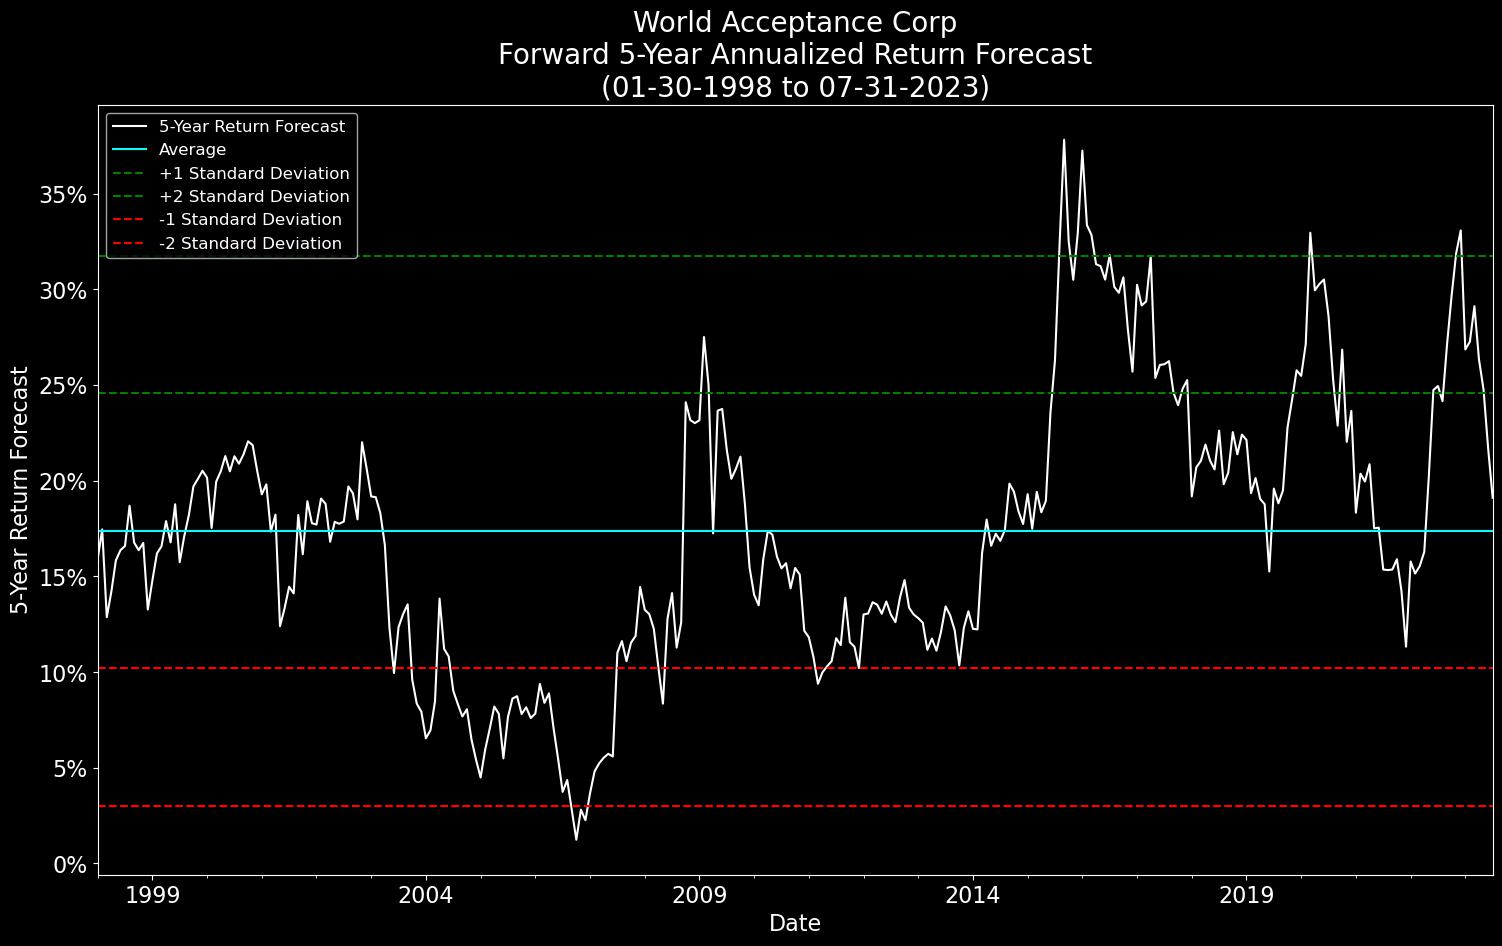 World Acceptance Corp
Forward 5-Year Annualized Return Forecast
(01-30-1998 to 07-31-2023)
5-Year Return Forecast
Average
+1 Standard Deviation
+2 Standard Deviation
-1 Standard Deviation
-2 Standard Deviation
5-Year Return Forecast
35%
30%
25%
20%
15%
10%
5%
0%
1999
2004
2009
2014
2019
Date